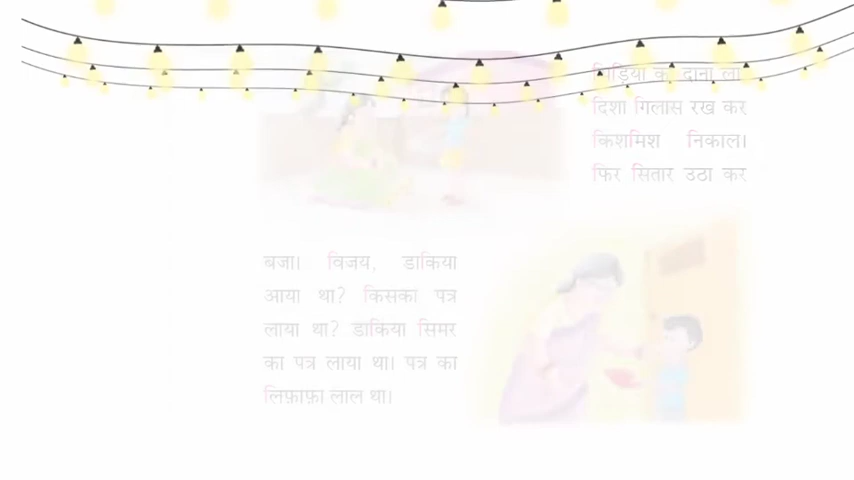 चिड़िया को दाना ला।
दिशा गिलास रख कर
किशमिश निकाल।
फिर सितार उठा कर
बजा। विजय, डाकिया
आया था? किसका पत्र
लाया था? डाकिया सिमर
का पत्र लाया था। पत्र का
लिफ़ाफ़ा लाल था।